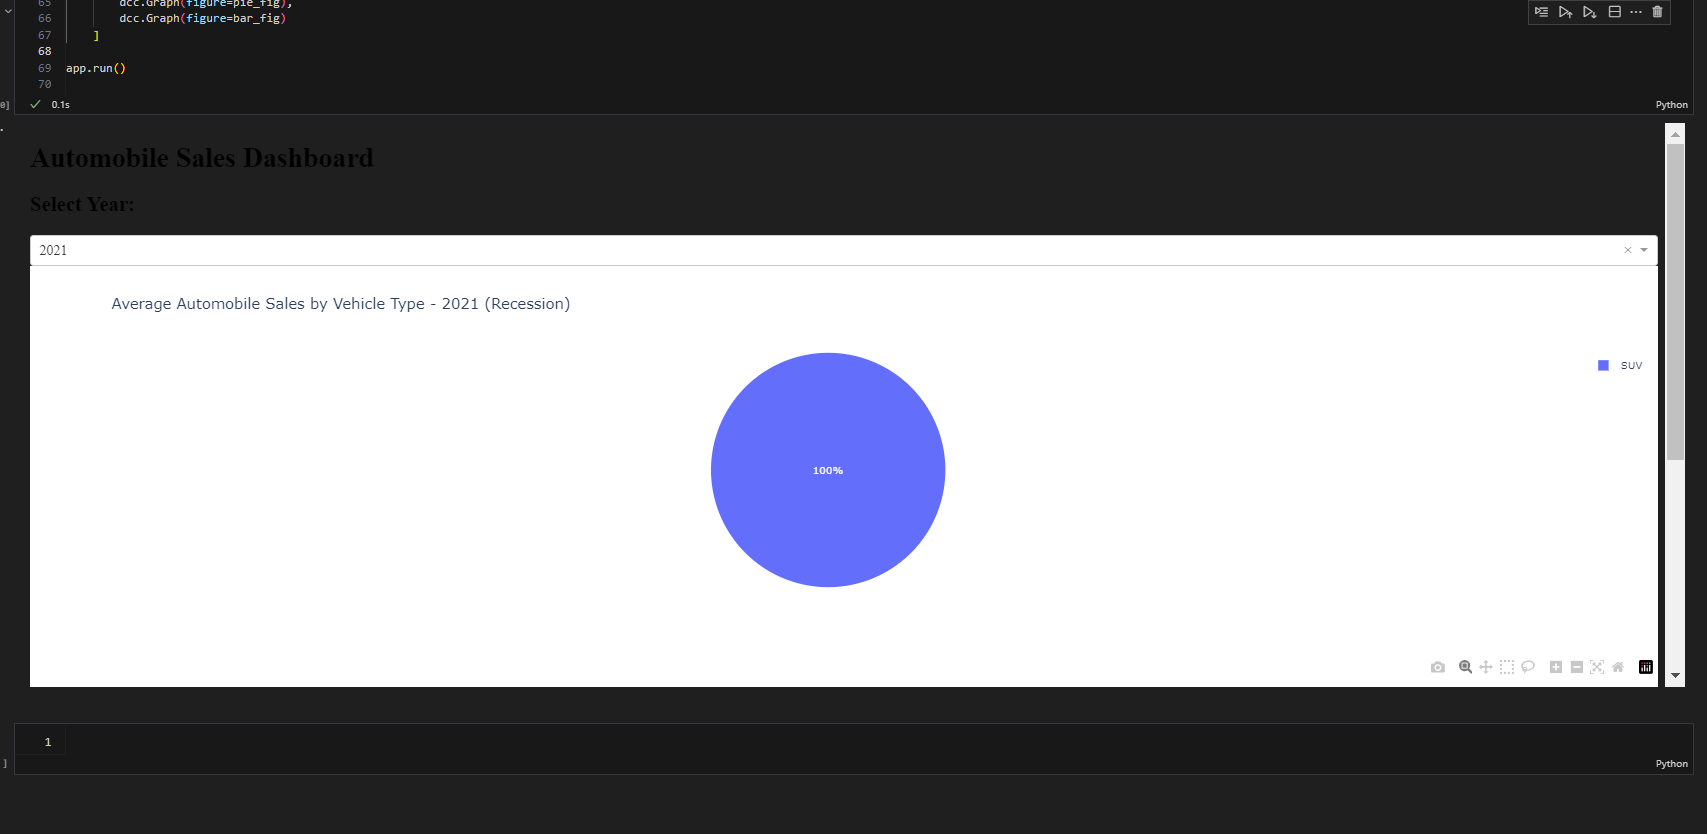 65 dcc.Graph(figure=pie_fig),
66 dcc.Graph(figure=bar_fig)
67 ]
68
69 app.run()
70
0.1s
Python
Automobile Sales Dashboard
Select Year:
2021
Average Automobile Sales by Vehicle Type - 2021 (Recession)
SUV
100%
1
]
Python